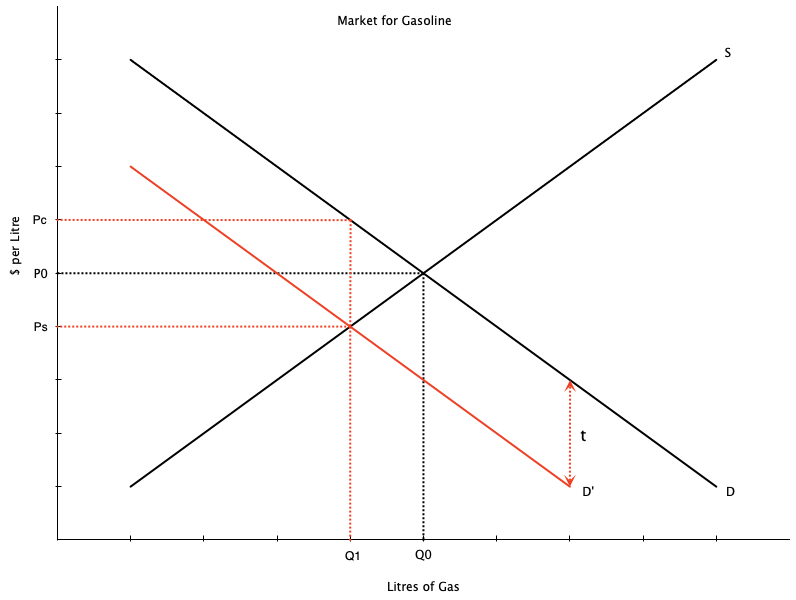 Market for Gasoline
S
$ per Litre
Pc
P0
Ps
t
D'
D
Q1
Q0
Litres of Gas